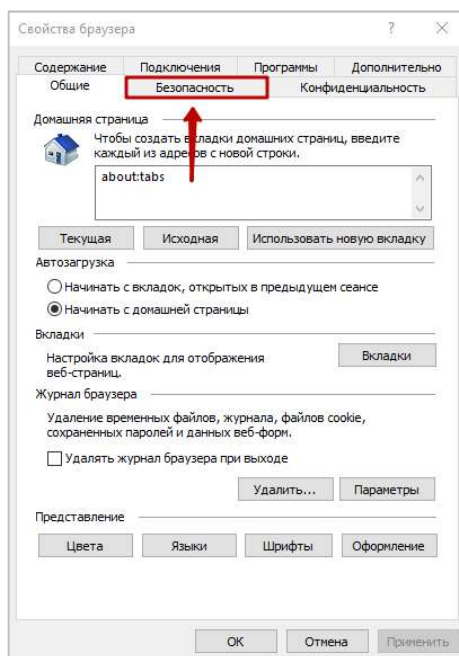 Свойства браузера
Содержание Подключения Программы Дополнительно
Общие Безопасность Конфиденциальность
Домашняя страница
Чтобы создать вкладки домашних страниц, введите
каждый из адресов с новой строки.
about:tabs
Текущая Исходная Использовать новую вкладку
Автозагрузка
Начинать с вкладок, открытых в предыдущем сеансе
Начинать с домашней страницы
Вкладки
Настройка вкладок для отображения
веб-страниц.
Вкладки
Журнал браузера
Удаление временных файлов, журнала, файлов cookie,
сохраненных паролей и данных веб-форм.
Удалять журнал браузера при выходе
Удалить... Параметры
Представление
Цвета Языки Шрифты Оформление
ОК Отмена Применить